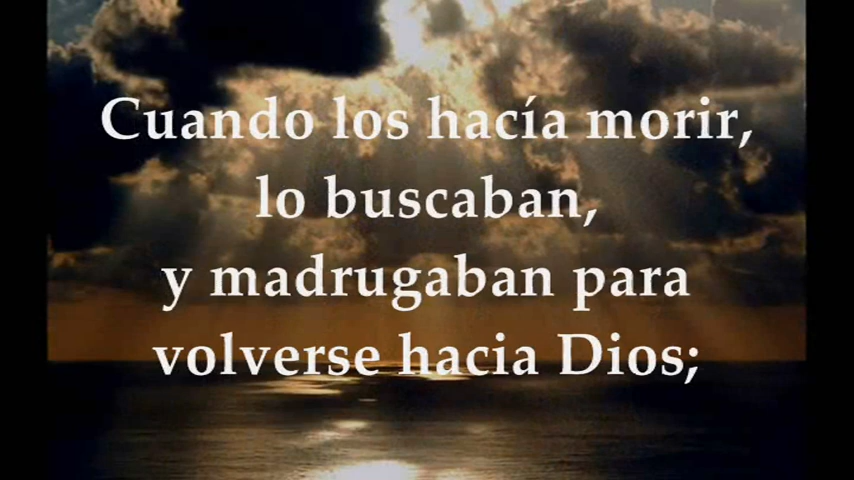 Cuando los hacía morir,
lo buscaban,
y madrugaban para
volverse hacia Dios;